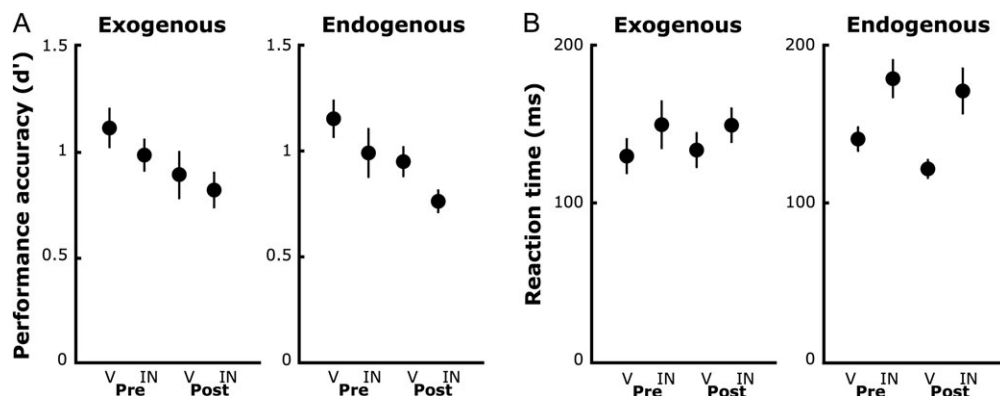 A
Exogenous
Endogenous
Performance accuracy (d')
1.5
1
0.5
0
1.5
1
0.5
0
V IN V IN
Pre Post
V IN V IN
Pre Post
B
Exogenous
Endogenous
Reaction time (ms)
200
100
0
200
100
0
V IN V IN
Pre Post
V IN V IN
Pre Post